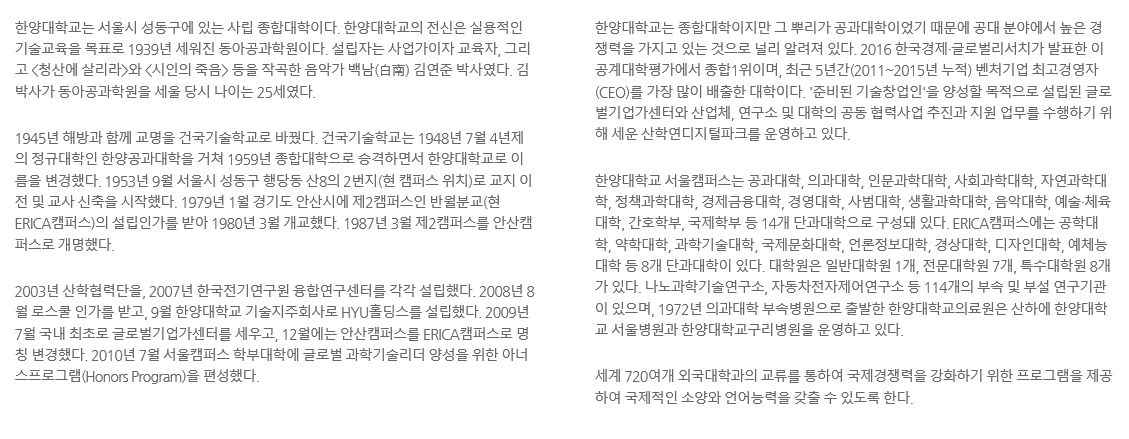 한양대학교는 서울시 성동구에 있는 사립 종합대학이다. 한양대학교의 전신은 실용적인
기술교육을 목표로 1939년 세워진 동아공과학원이다. 설립자는 사업가이자 교육자, 그리
고 <청산에 살리라>와 <시인의 죽음> 등을 작곡한 음악가 백남(白南) 김연준 박사였다. 김
박사가 동아공과학원을 세울 당시 나이는 25세였다.

1945년 해방과 함께 교명을 건국기술학교로 바꿨다. 건국기술학교는 1948년 7월 4년제
의 정규대학인 한양공과대학을 거쳐 1959년 종합대학으로 승격하면서 한양대학교로 이
름을 변경했다. 1953년 9월 서울시 성동구 행당동 산8의 2번지(현 캠퍼스 위치)로 교지 이
전 및 교사 신축을 시작했다. 1979년 1월 경기도 안산시에 제2캠퍼스인 반월분교(현
ERICA캠퍼스)의 설립인가를 받아 1980년 3월 개교했다. 1987년 3월 제2캠퍼스를 안산캠
퍼스로 개명했다.

2003년 산학협력단을, 2007년 한국전기연구원 융합연구센터를 각각 설립했다. 2008년 8
월 로스쿨 인가를 받고, 9월 한양대학교 기술지주회사로 HYU홀딩스를 설립했다. 2009년
7월 국내 최초로 글로벌기업가센터를 세우고, 12월에는 안산캠퍼스를 ERICA캠퍼스로 명
칭 변경했다. 2010년 7월 서울캠퍼스 학부대학에 글로벌 과학기술리더 양성을 위한 아너
스프로그램(Honors Program)을 편성했다.

한양대학교는 종합대학이지만 그 뿌리가 공과대학이었기 때문에 공대 분야에서 높은 경
쟁력을 가지고 있는 것으로 널리 알려져 있다. 2016 한국경제·글로벌리서치가 발표한 이
공계대학평가에서 종합1위이며, 최근 5년간(2011~2015년 누적) 벤처기업 최고경영자
(CEO)를 가장 많이 배출한 대학이다. '준비된 기술창업인'을 양성할 목적으로 설립된 글로
벌기업가센터와 산업체, 연구소 및 대학의 공동 협력사업 추진과 지원 업무를 수행하기 위
해 세운 산학연디지털파크를 운영하고 있다.

한양대학교 서울캠퍼스는 공과대학, 의과대학, 인문과학대학, 사회과학대학, 자연과학대
학, 정책과학대학, 경제금융대학, 경영대학, 사범대학, 생활과학대학, 음악대학, 예술·체육
대학, 간호학부, 국제학부 등 14개 단과대학으로 구성돼 있다. ERICA캠퍼스에는 공학대
학, 약학대학, 과학기술대학, 국제문화대학, 언론정보대학, 경상대학, 디자인대학, 예체능
대학 등 8개 단과대학이 있다. 대학원은 일반대학원 1개, 전문대학원 7개, 특수대학원 8개
가 있다. 나노과학기술연구소, 자동차전자제어연구소 등 114개의 부속 및 부설 연구기관
이 있으며, 1972년 의과대학 부속병원으로 출발한 한양대학교의료원은 산하에 한양대학
교 서울병원과 한양대학교구리병원을 운영하고 있다.

세계 720여개 외국대학과의 교류를 통하여 국제경쟁력을 강화하기 위한 프로그램을 제공
하여 국제적인 소양와 언어능력을 갖출 수 있도록 한다.